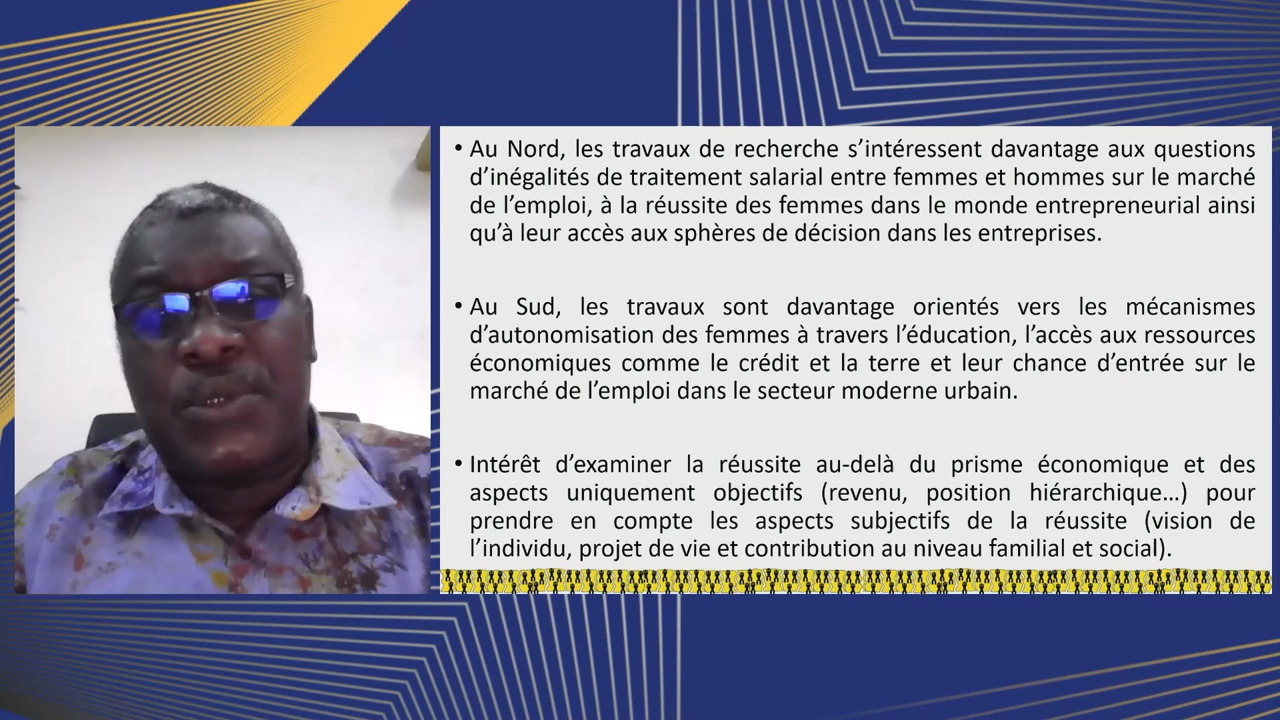 • Au Nord, les travaux de recherche s’intéressent davantage aux questions
d’inégalités de traitement salarial entre femmes et hommes sur le marché
de l’emploi, à la réussite des femmes dans le monde entrepreneurial ainsi
qu’à leur accès aux sphères de décision dans les entreprises.
• Au Sud, les travaux sont davantage orientés vers les mécanismes
d’autonomisation des femmes à travers l’éducation, l’accès aux ressources
économiques comme le crédit et la terre et leur chance d’entrée sur le
marché de l’emploi dans le secteur moderne urbain.
• Intérêt d’examiner la réussite au-delà du prisme économique et des
aspects uniquement objectifs (revenu, position hiérarchique…) pour
prendre en compte les aspects subjectifs de la réussite (vision de
l’individu, projet de vie et contribution au niveau familial et social).